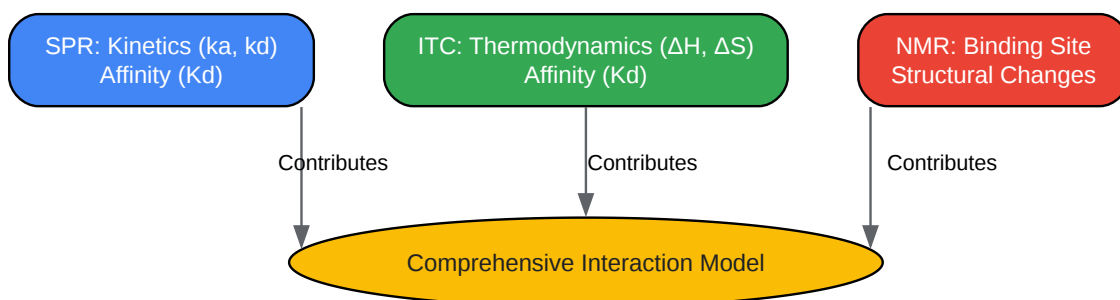 SPR: Kinetics (ka, kd)
Affinity (Kd)
ITC: Thermodynamics (ΔH, ΔS)
Affinity (Kd)
NMR: Binding Site
Structural Changes
Contributes
Contributes
Contributes
Comprehensive Interaction Model